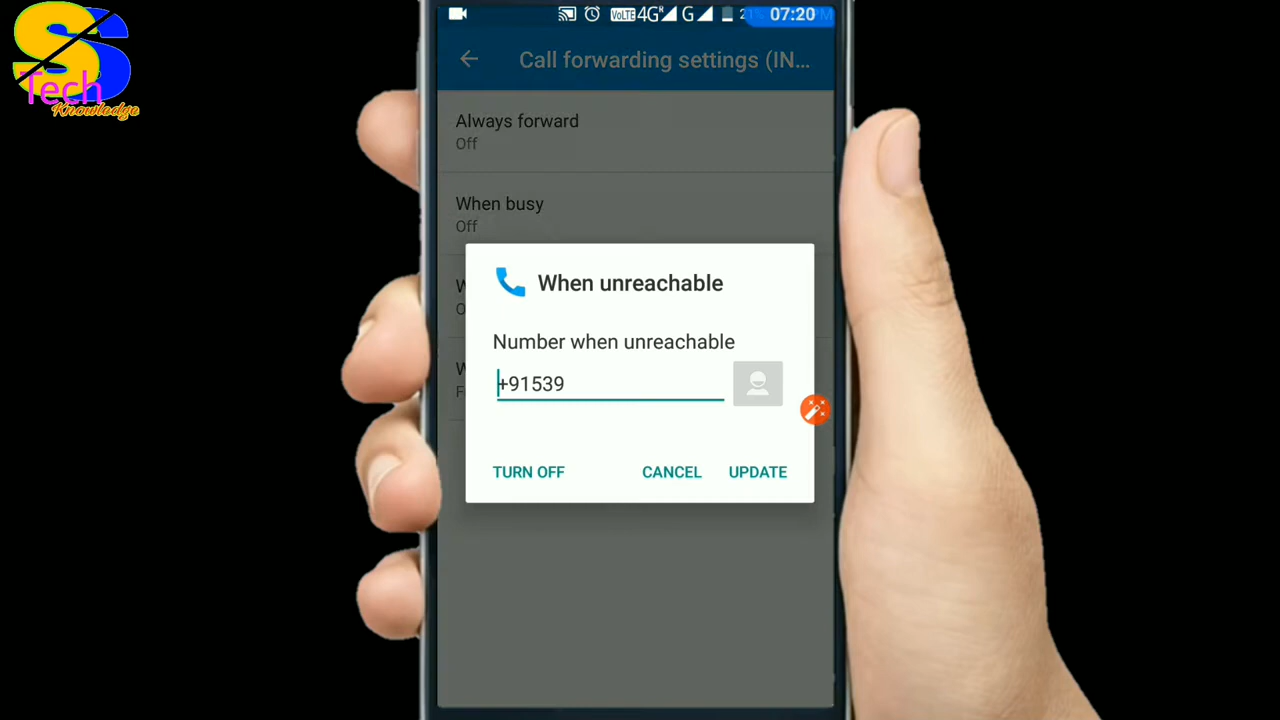 S
Tech
Knowledge
VoLTE 4G R G 07:20
Call forwarding settings (IN...
Always forward
Off
When busy
Off
When unreachable
Number when unreachable
+91539
TURN OFF CANCEL UPDATE